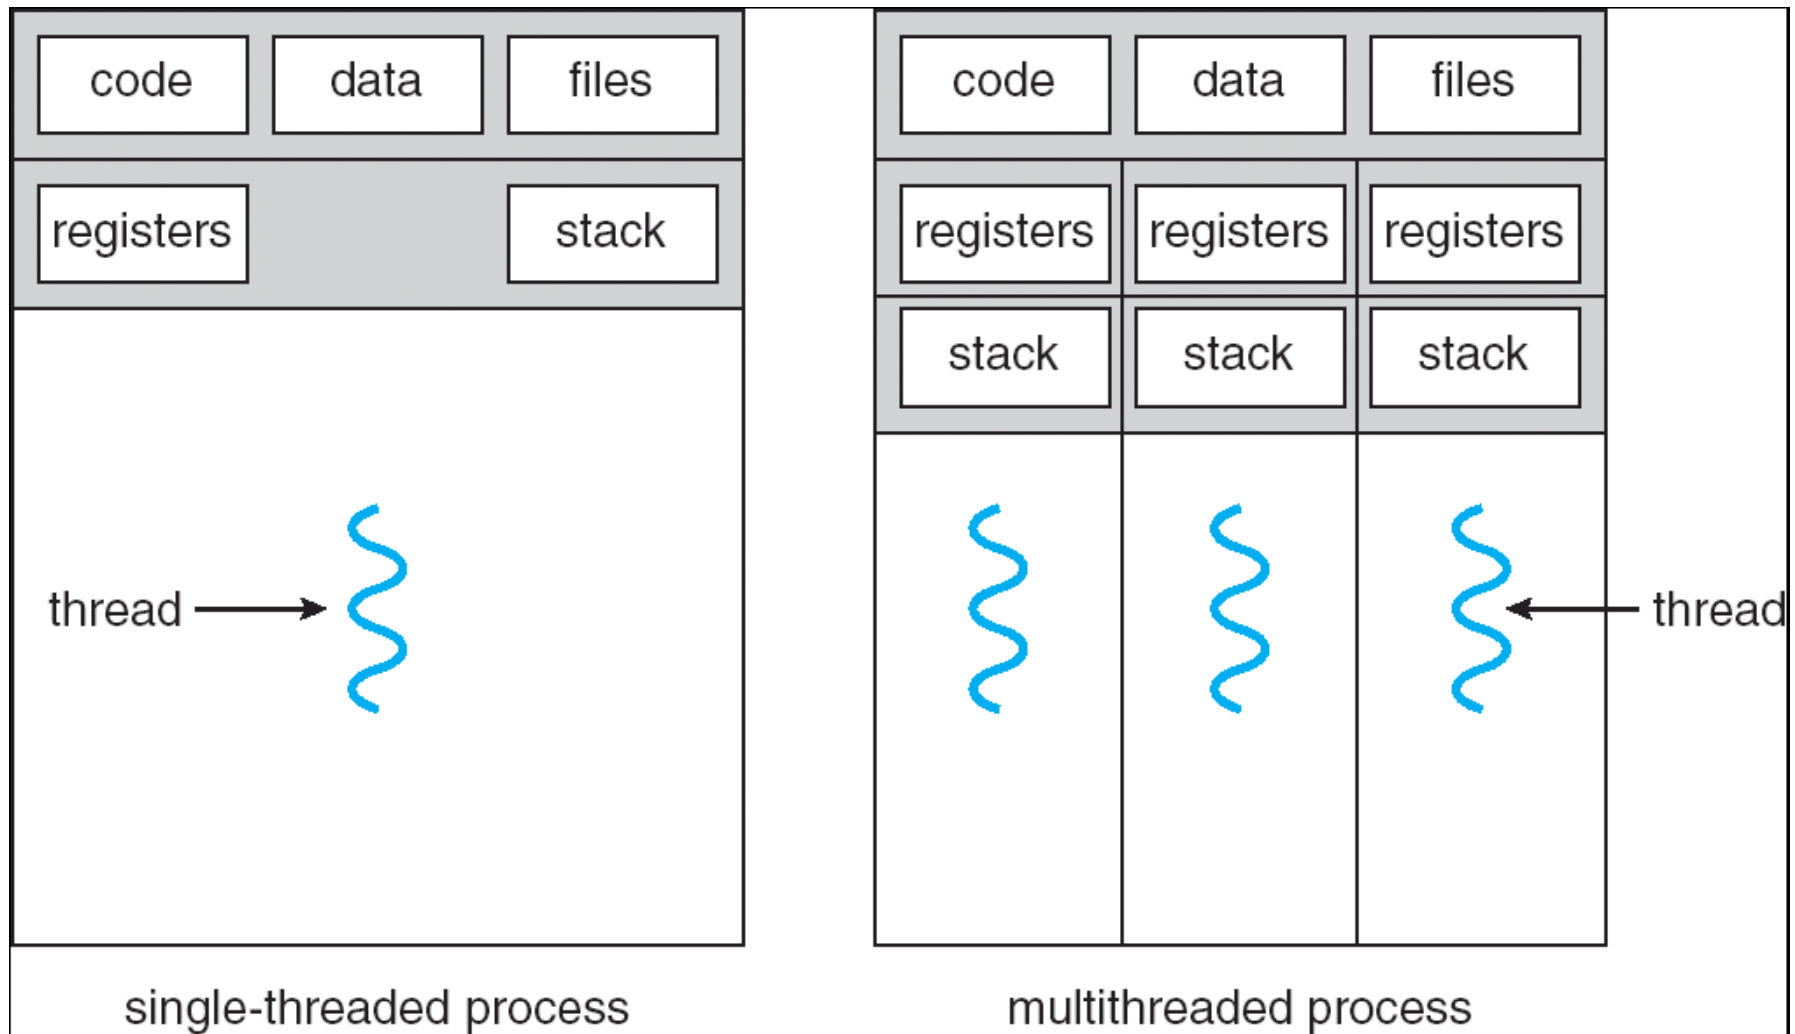 code data files
registers stack
thread
single-threaded process
code data files
registers registers registers
stack stack stack
thread
multithreaded process